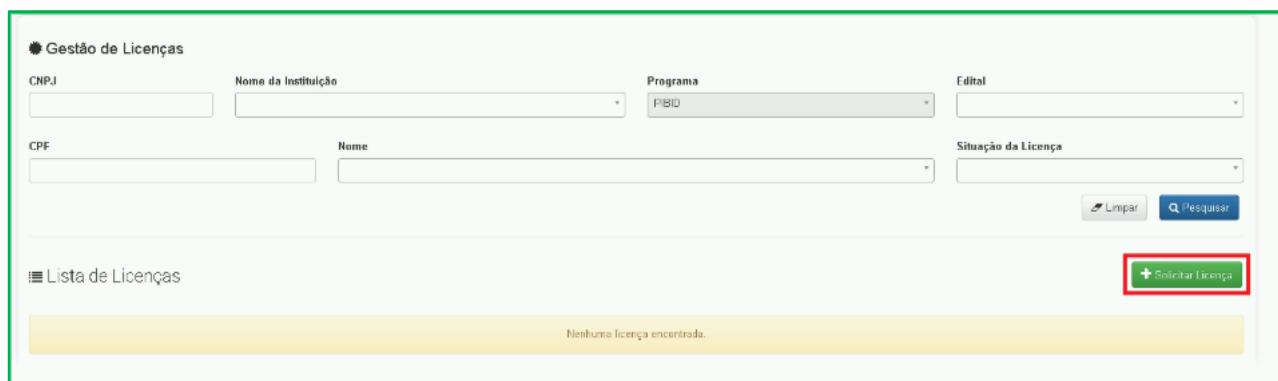 Gestão de Licenças
CNPJ Nome da Instituição Programa Edital
PIBID
CPF Nome Situação da Licença
Limpar Pesquisar
Lista de Licenças Solicitar Licença
Nenhuma licença encontrada.